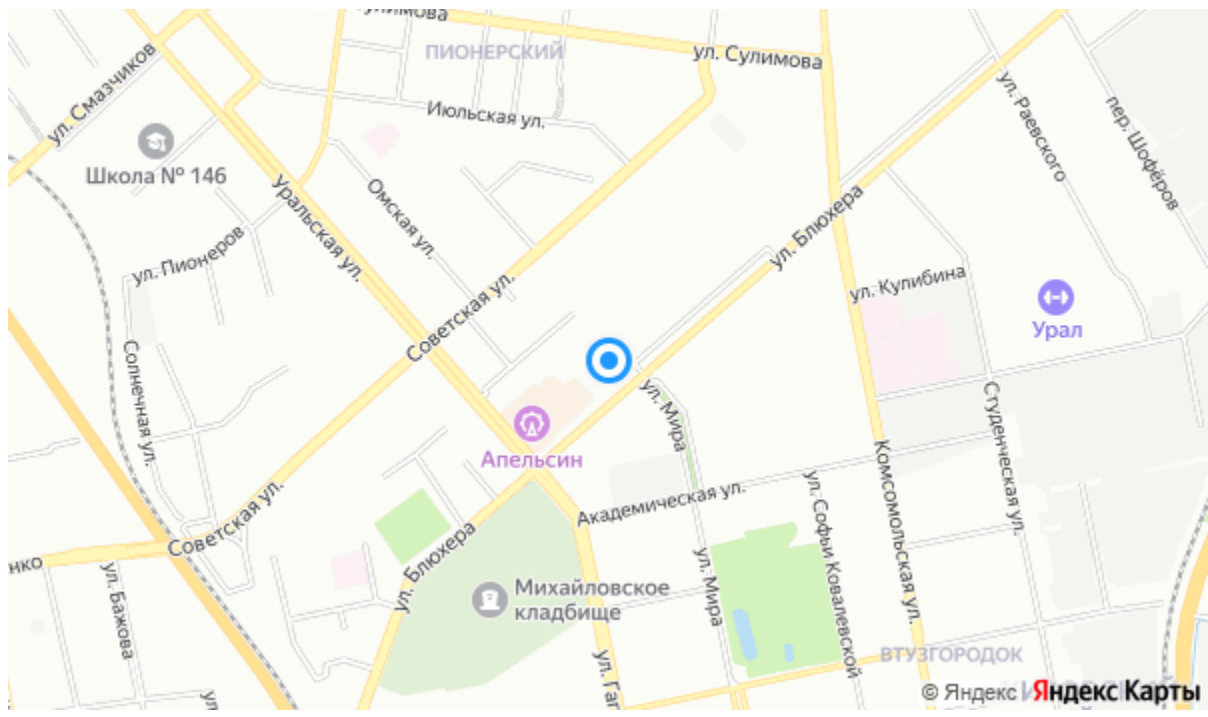 Сулимова
ул. Смазчиков
ПИОНЕРСКИЙ
ул. Сулимова
Июльская ул.
ул. Раевского
пер. Шофёров
Школа № 146
Уральская ул.
Омская ул.
ул. Блюхера
ул. Пионеров
Советская ул.
ул. Кулибина
Урал
Солнечная ул.
ул. Мира
Апельсин
Студенческая ул.
Комсомольская ул.
Академическая ул.
Советская ул.
ул. Софьи Ковалевской
нко
ул. Блюхера
ул. Бажова
Михайловское
кладбище
ул. Мира
ул. Гаг
ВТУЗГОРОДОК
ул.
© Яндекс Яндекс Карты